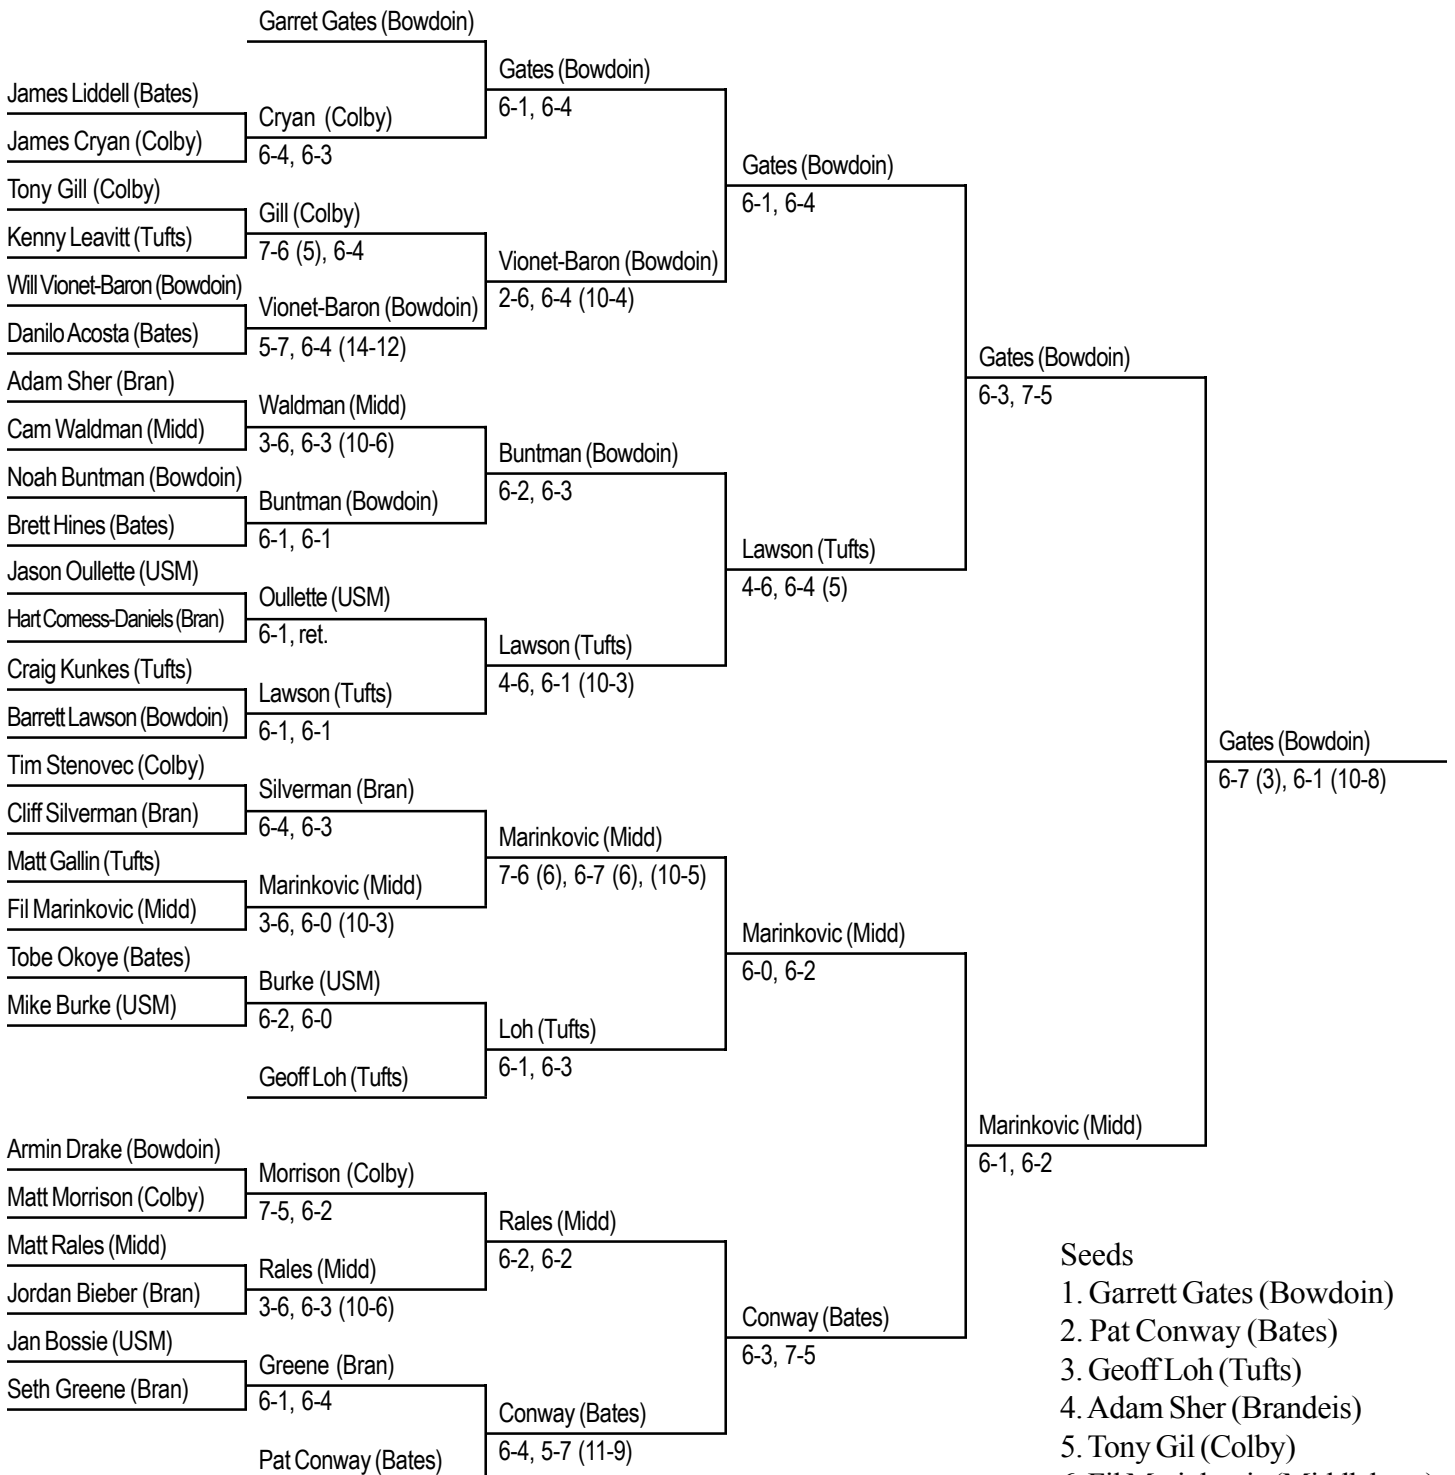 Garret Gates (Bowdoin)
James Liddell (Bates)
James Cryan (Colby)
Tony Gill (Colby)
Kenny Leavitt (Tufts)
Will Vionet-Baron (Bowdoin)
Danilo Acosta (Bates)
Adam Sher (Bran)
Cam Waldman (Midd)
Noah Buntman (Bowdoin)
Brett Hines (Bates)
Jason Oullette (USM)
Hart Comess-Daniels (Bran)
Craig Kunkes (Tufts)
Barrett Lawson (Bowdoin)
Tim Stenovec (Colby)
Cliff Silverman (Bran)
Matt Gallin (Tufts)
Fil Marinkovic (Midd)
Tobe Okoye (Bates)
Mike Burke (USM)
Armin Drake (Bowdoin)
Matt Morrison (Colby)
Matt Rales (Midd)
Jordan Bieber (Bran)
Jan Bossie (USM)
Seth Greene (Bran)
Cryan (Colby)
6-4, 6-3
Gill (Colby)
7-6 (5), 6-4
Vionet-Baron (Bowdoin)
5-7, 6-4 (14-12)
Waldman (Midd)
3-6, 6-3 (10-6)
Buntman (Bowdoin)
6-1, 6-1
Oullette (USM)
6-1, ret.
Lawson (Tufts)
6-1, 6-1
Silverman (Bran)
6-4, 6-3
Marinkovic (Midd)
3-6, 6-0 (10-3)
Burke (USM)
6-2, 6-0
Geoff Loh (Tufts)
Morrison (Colby)
7-5, 6-2
Rales (Midd)
3-6, 6-3 (10-6)
Greene (Bran)
6-1, 6-4
Pat Conway (Bates)
Gates (Bowdoin)
6-1, 6-4
Vionet-Baron (Bowdoin)
2-6, 6-4 (10-4)
Buntman (Bowdoin)
6-2, 6-3
Lawson (Tufts)
4-6, 6-1 (10-3)
Marinkovic (Midd)
7-6 (6), 6-7 (6), (10-5)
Loh (Tufts)
6-1, 6-3
Rales (Midd)
6-2, 6-2
Conway (Bates)
6-4, 5-7 (11-9)
Gates (Bowdoin)
6-1, 6-4
Lawson (Tufts)
4-6, 6-4 (5)
Marinkovic (Midd)
6-0, 6-2
Conway (Bates)
6-3, 7-5
Gates (Bowdoin)
6-3, 7-5
Marinkovic (Midd)
6-1, 6-2
Gates (Bowdoin)
6-7 (3), 6-1 (10-8)
Seeds
1. Garrett Gates (Bowdoin)
2. Pat Conway (Bates)
3. Geoff Loh (Tufts)
4. Adam Sher (Brandeis)
5. Tony Gil (Colby)